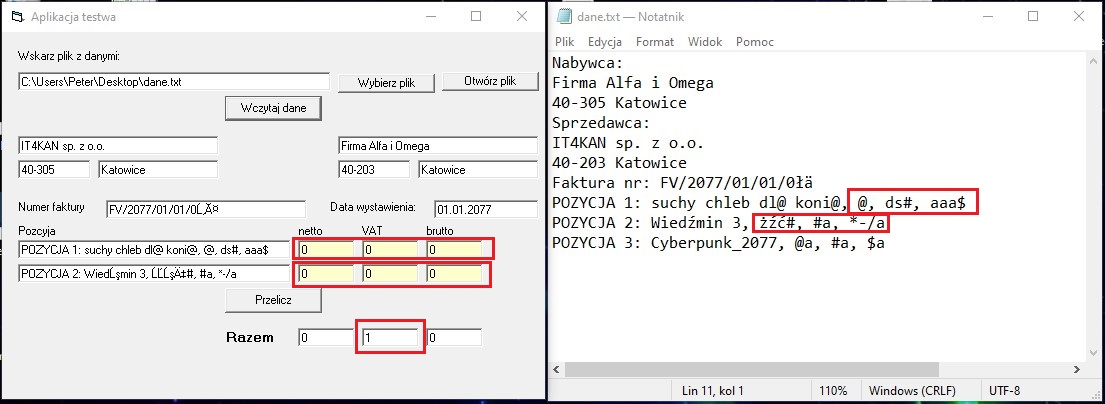 Aplikacja testwa
Wskarz plik z danymi:
C:\Users\Peter\Desktop\dane.txt
Wybierz plik
Otwórz plik
Wczytaj dane
IT4KAN sp. z o.o.
Firma Alfa i Omega
40-305
Katowice
40-203
Katowice
Numer faktury
FV/2077/01/01/0ĹĄÂ¤
Data wystawienia:
01.01.2077
Pozcyja
netto
VAT
brutto
POZYCJA 1: suchy chleb dl@ koni@, @, ds#, aaa$
0
0
0
POZYCJA 2: WiedĹşmin 3, ĹĽĹşÄ‡#, #a, *-/a
0
0
0
Przelicz
Razem
0
1
0
dane.txt — Notatnik
Plik Edycja Format Widok Pomoc
Nabywca:
Firma Alfa i Omega
40-305 Katowice
Sprzedawca:
IT4KAN sp. z o.o.
40-203 Katowice
Faktura nr: FV/2077/01/01/0łä
POZYCJA 1: suchy chleb dl@ koni@, @, ds#, aaa$
POZYCJA 2: Wiedźmin 3, żźć#, #a, *-/a
POZYCJA 3: Cyberpunk_2077, @a, #a, $a
Lin 11, kol 1
110%
Windows (CRLF)
UTF-8